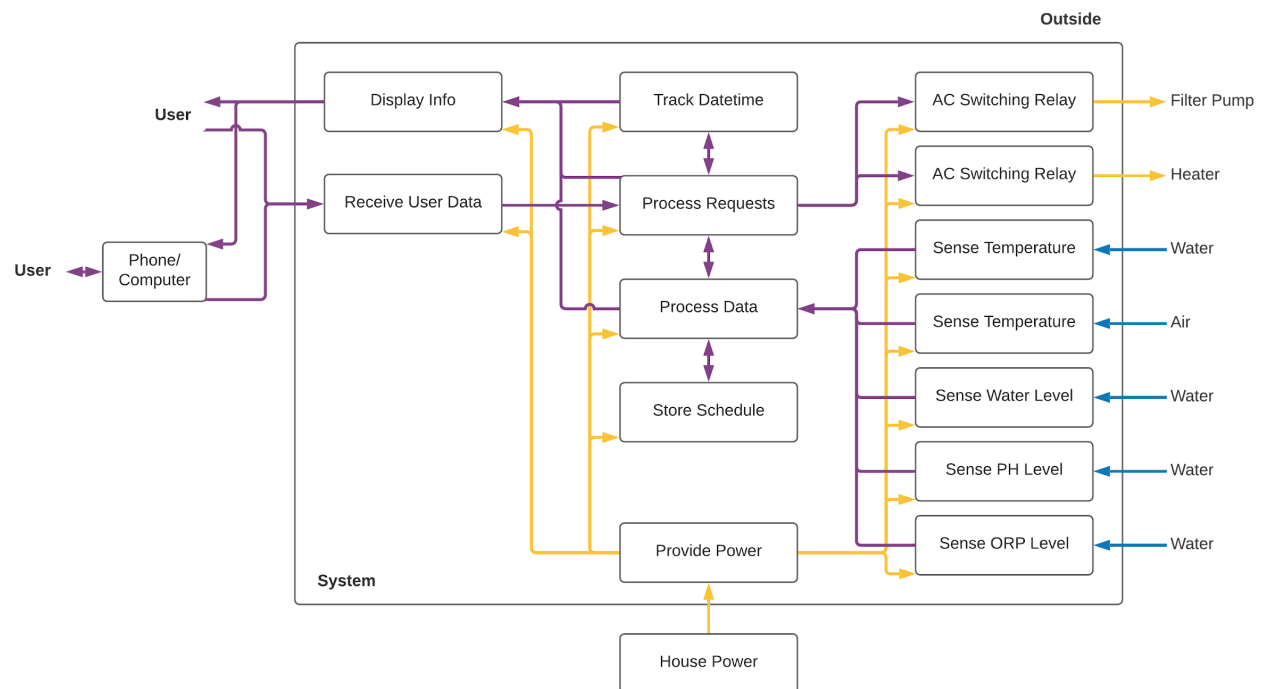 Outside
Display Info
Track Datetime
AC Switching Relay
Filter Pump
User
AC Switching Relay
Heater
Receive User Data
Process Requests
Sense Temperature
Water
User
Phone/
Computer
Process Data
Sense Temperature
Air
Store Schedule
Sense Water Level
Water
Sense PH Level
Water
Provide Power
Sense ORP Level
Water
System
House Power